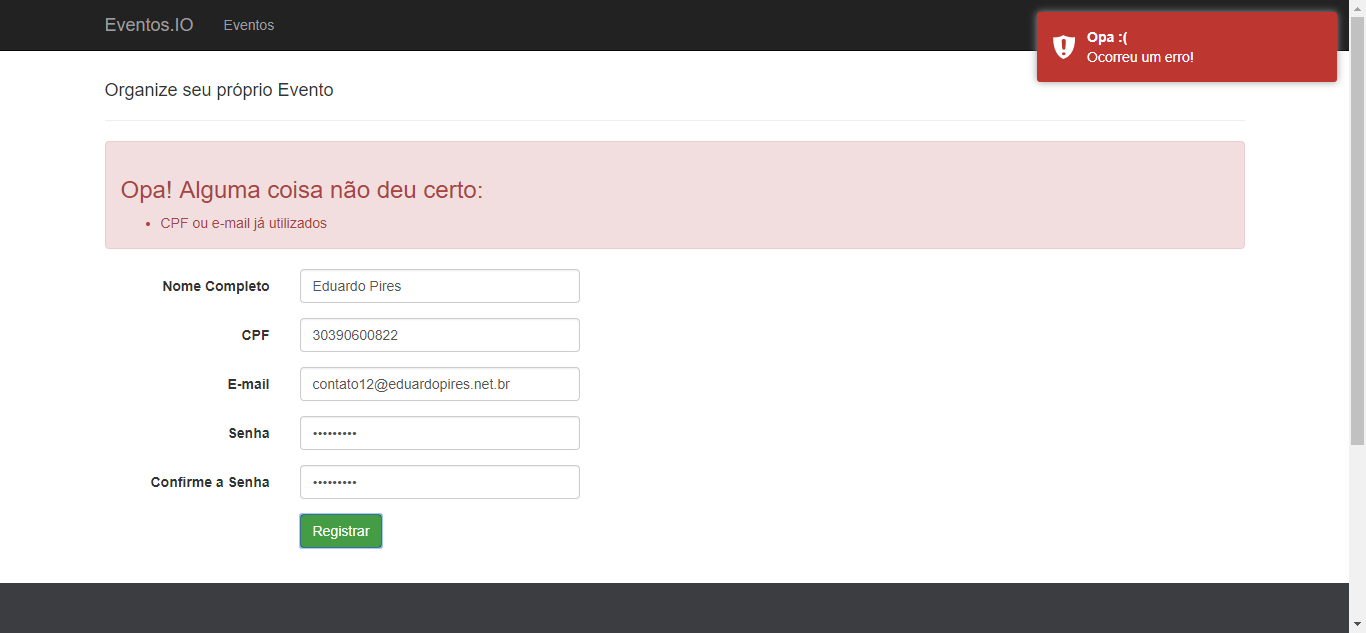 Eventos.IO Eventos
Opa :(
Ocorreu um erro!
Organize seu próprio Evento
Opa! Alguma coisa não deu certo:
• CPF ou e-mail já utilizados
Nome Completo Eduardo Pires
CPF 30390600822
E-mail contato12@eduardopires.net.br
Senha •••••••••
Confirme a Senha •••••••••
Registrar